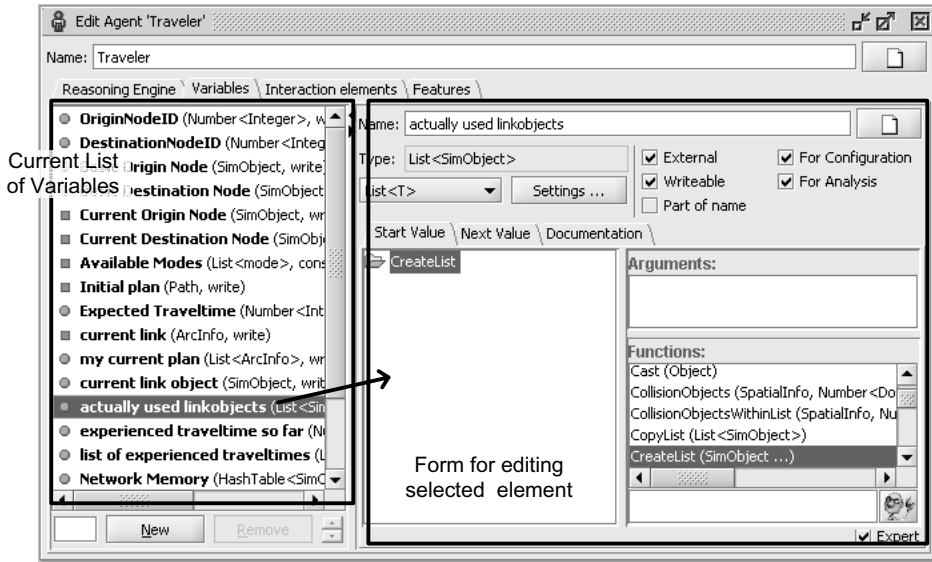 Edit Agent 'Traveler'
Name: Traveler
Reasoning Engine Variables Interaction elements Features
OriginNodeID (Number<Integer>, w
DestinationNodeID (Number<Integ
Origin Node (SimObject, write)
Destination Node (SimObject
Current List
of Variables
Current Origin Node (SimObject, wr
Current Destination Node (SimObj
Available Modes (List<mode>, cons
Initial plan (Path, write)
Expected Traveltime (Number<Int
current link (ArcInfo, write)
my current plan (List<ArcInfo>, wr
current link object (SimObject, writ
actually used linkobjects (List<Sim
experienced traveltime so far (Nu
list of experienced traveltimes (L
Network Memory (HashTable<SimO
New Remove
Name: actually used linkobjects
Type: List<SimObject>
List<T> Settings ...
External For Configuration
Writeable For Analysis
Part of name
Start Value Next Value Documentation
CreateList
Form for editing
selected element
Arguments:
Functions:
Cast (Object)
CollisionObjects (SpatialInfo, Number<Do
CollisionObjectsWithinList (SpatialInfo, Nu
CopyList (List<SimObject>)
CreateList (SimObject ...)
Expert